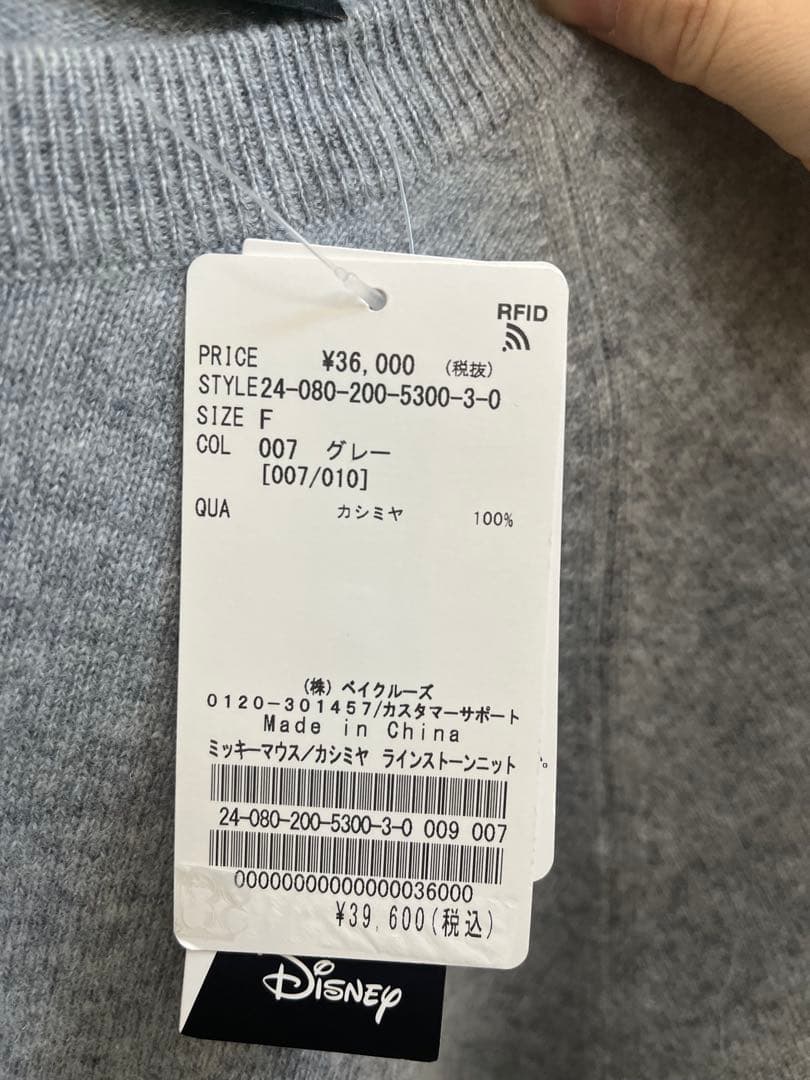 RFID
PRICE ¥36,000 (税抜)
STYLE 24-080-200-5300-3-0
SIZE F
COL 007 グレー
[007/010]
QUA カシミヤ 100%
(株) ベイクルーズ
0120-301457/カスタマーサポート
Made in China
ミッキーマウス/カシミヤ ラインストーンニット
24-080-200-5300-3-0 009 007
00000000000000036000
¥39,600(税込)
Disney